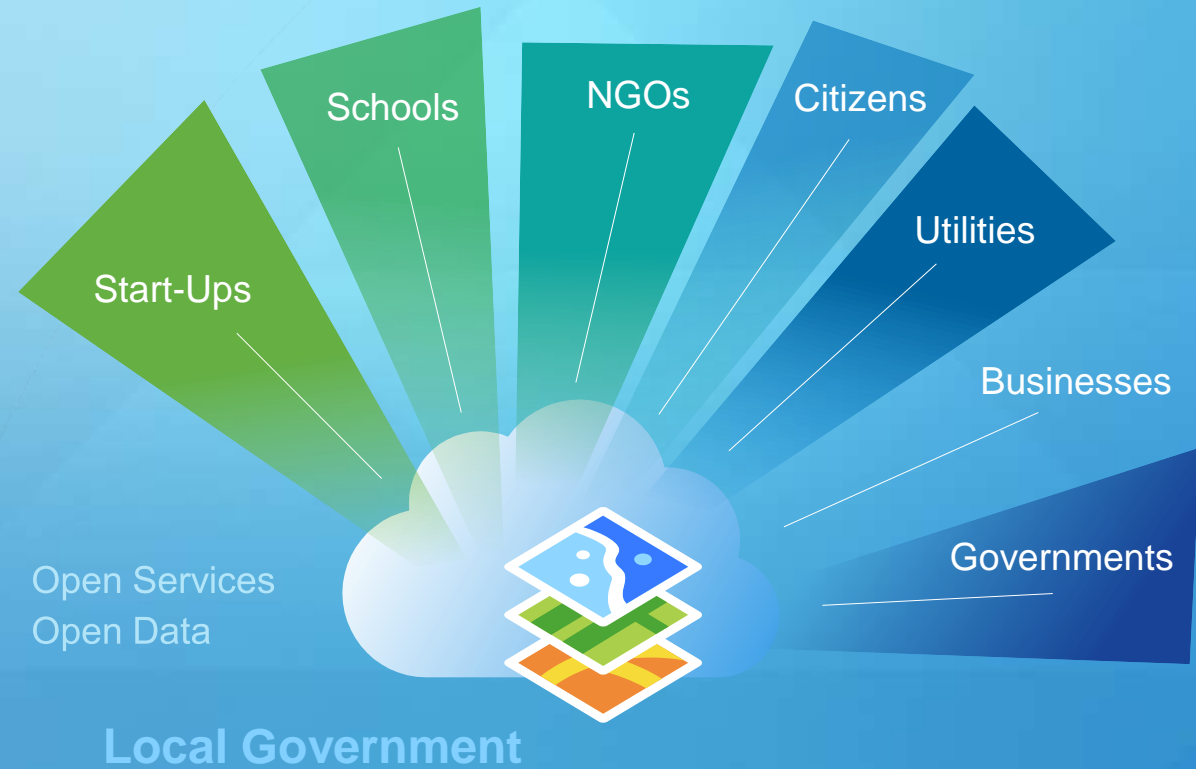 NGOs
Schools
Citizens
Utilities
Start-Ups
Businesses
Governments
Open Services
Open Data
Local Government